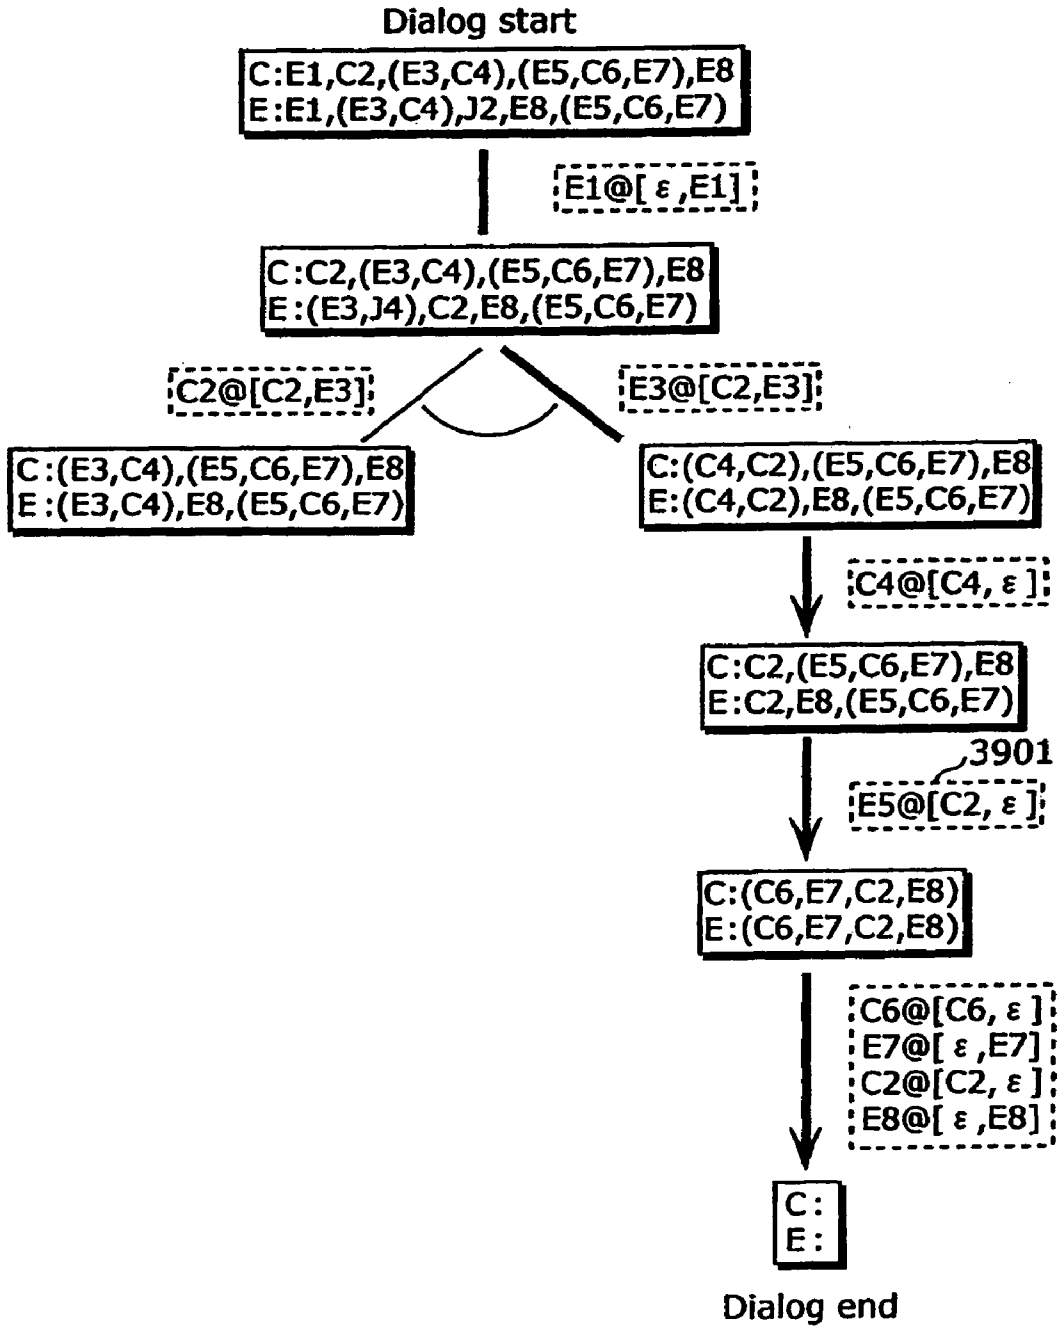 Dialog start
C:E1,C2,(E3,C4),(E5,C6,E7),E8
E:E1,(E3,C4),J2,E8,(E5,C6,E7)
E1@[ε,E1]
C:C2,(E3,C4),(E5,C6,E7),E8
E:(E3,J4),C2,E8,(E5,C6,E7)
C2@[C2,E3]
E3@[C2,E3]
C:(E3,C4),(E5,C6,E7),E8
E:(E3,C4),E8,(E5,C6,E7)
C:(C4,C2),(E5,C6,E7),E8
E:(C4,C2),E8,(E5,C6,E7)
C4@[C4,ε]
C:C2,(E5,C6,E7),E8
E:C2,E8,(E5,C6,E7)
3901
E5@[C2,ε]
C:(C6,E7,C2,E8)
E:(C6,E7,C2,E8)
C6@[C6,ε]
E7@[ε,E7]
C2@[C2,ε]
E8@[ε,E8]
C:
E:
Dialog end